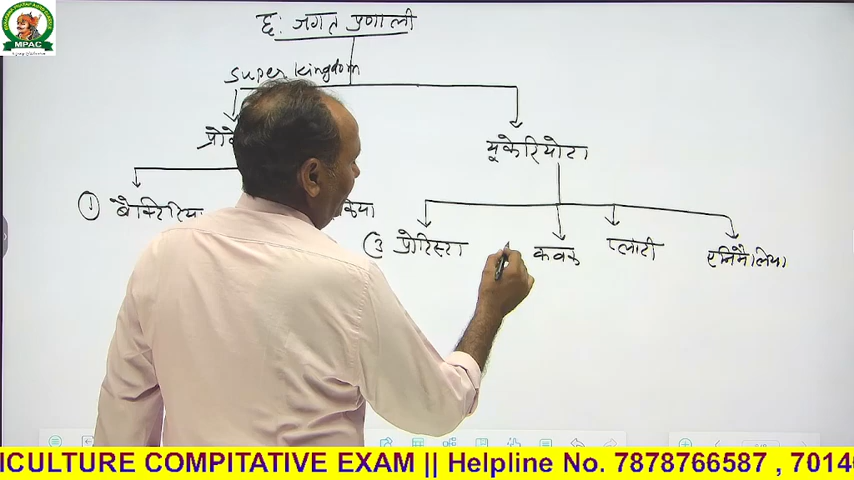 छः जगत प्रणाली
Super kingdom
यूकेरियोटा
① बैक्टिरिया
③ प्रोटिस्टा कवक प्लांटी एनिमैलिया
MPAC
ICULTURE COMPITATIVE EXAM || Helpline No. 7878766587 , 7014